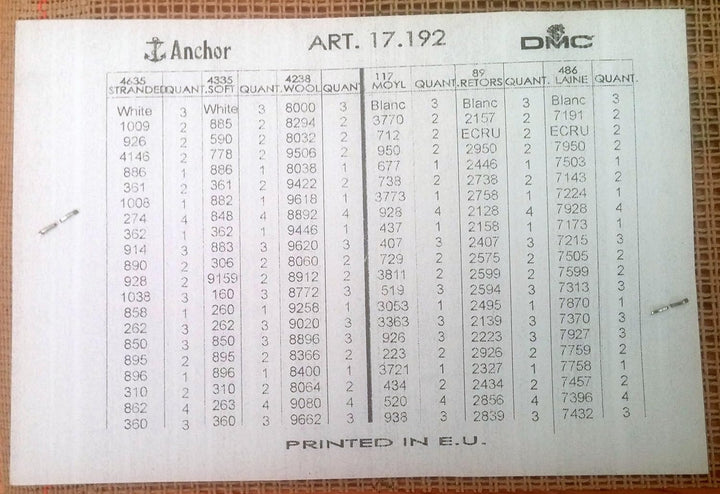 Anchor ART. 17.192 DMC
4635 STRANDED QUANT. 4335 SOFT QUANT. 4238 WOOL QUANT. 117 MOYL QUANT. 89 RETORS QUANT. 486 LAINE QUANT.
White 3 White 3 8000 3 Blanc 3 Blanc 3 Blanc 3
1009 2 885 2 8294 2 3770 2 2157 2 7191 2
926 2 590 2 8032 2 712 2 ECRU 2 ECRU 2
4146 2 778 2 9506 2 950 2 2950 2 7950 2
886 1 886 1 8038 1 677 1 2446 1 7503 1
361 2 361 2 9422 2 738 2 2738 2 7143 2
1008 1 882 1 9618 1 3773 1 2758 1 7224 1
274 4 848 4 8892 4 928 4 2128 4 7928 4
362 1 362 1 9446 1 437 1 2158 1 7173 1
914 3 883 3 9620 3 407 3 2407 3 7215 3
890 2 306 2 8060 2 729 2 2575 2 7505 2
928 2 9159 2 8912 2 3811 2 2599 2 7599 2
1038 3 160 3 8772 3 519 3 2594 3 7313 3
858 1 260 1 9258 1 3053 1 2495 1 7870 1
262 3 262 3 9020 3 3363 3 2139 3 7370 3
850 3 850 3 8896 3 926 3 2223 3 7927 3
895 2 895 2 8366 2 223 2 2926 2 7759 2
896 1 896 1 8400 1 3721 1 2327 1 7758 1
310 2 310 2 8064 2 434 2 2434 2 7457 2
862 4 263 4 9080 4 520 4 2856 4 7396 4
360 3 360 3 9662 3 938 3 2839 3 7432 3
PRINTED IN E.U.